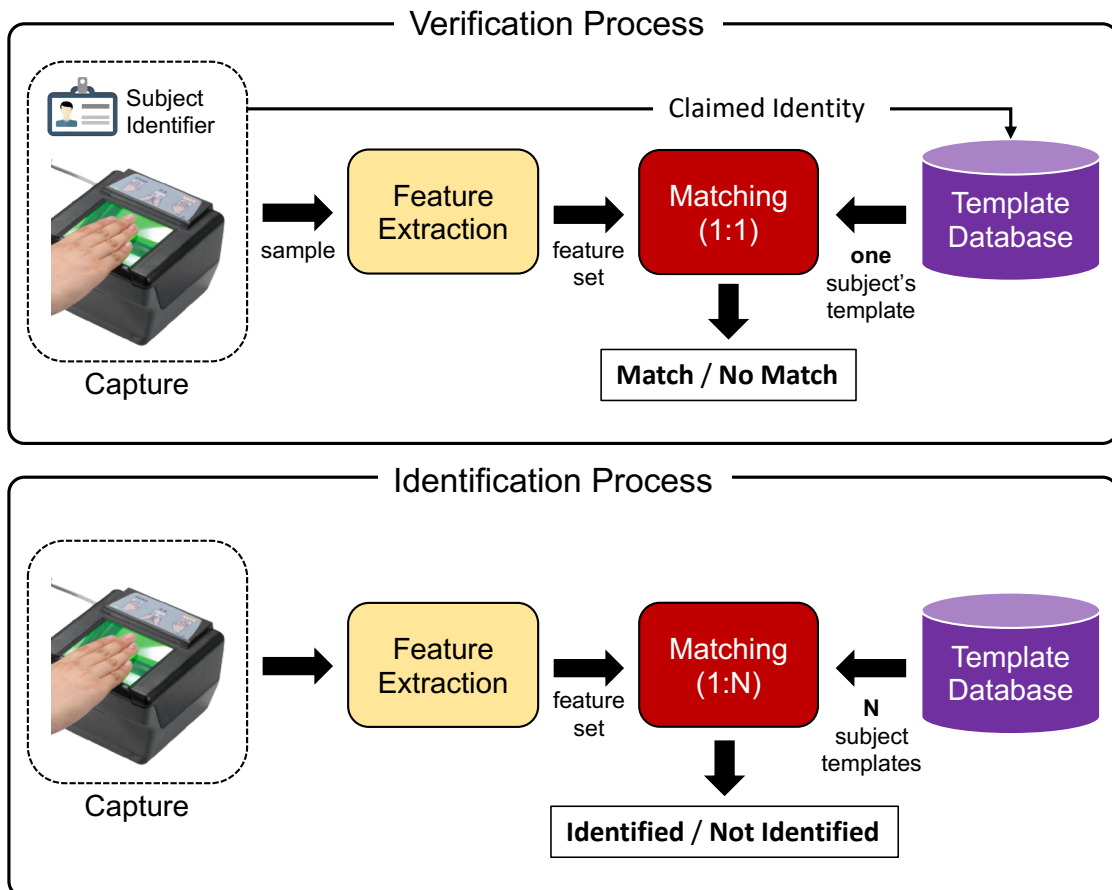 Verification Process
Subject
Identifier
Claimed Identity
sample
Feature
Extraction
feature
set
Matching
(1:1)
one
subject's
template
Template
Database
Capture
Match / No Match
Identification Process
Feature
Extraction
feature
set
Matching
(1:N)
N
subject
templates
Template
Database
Capture
Identified / Not Identified